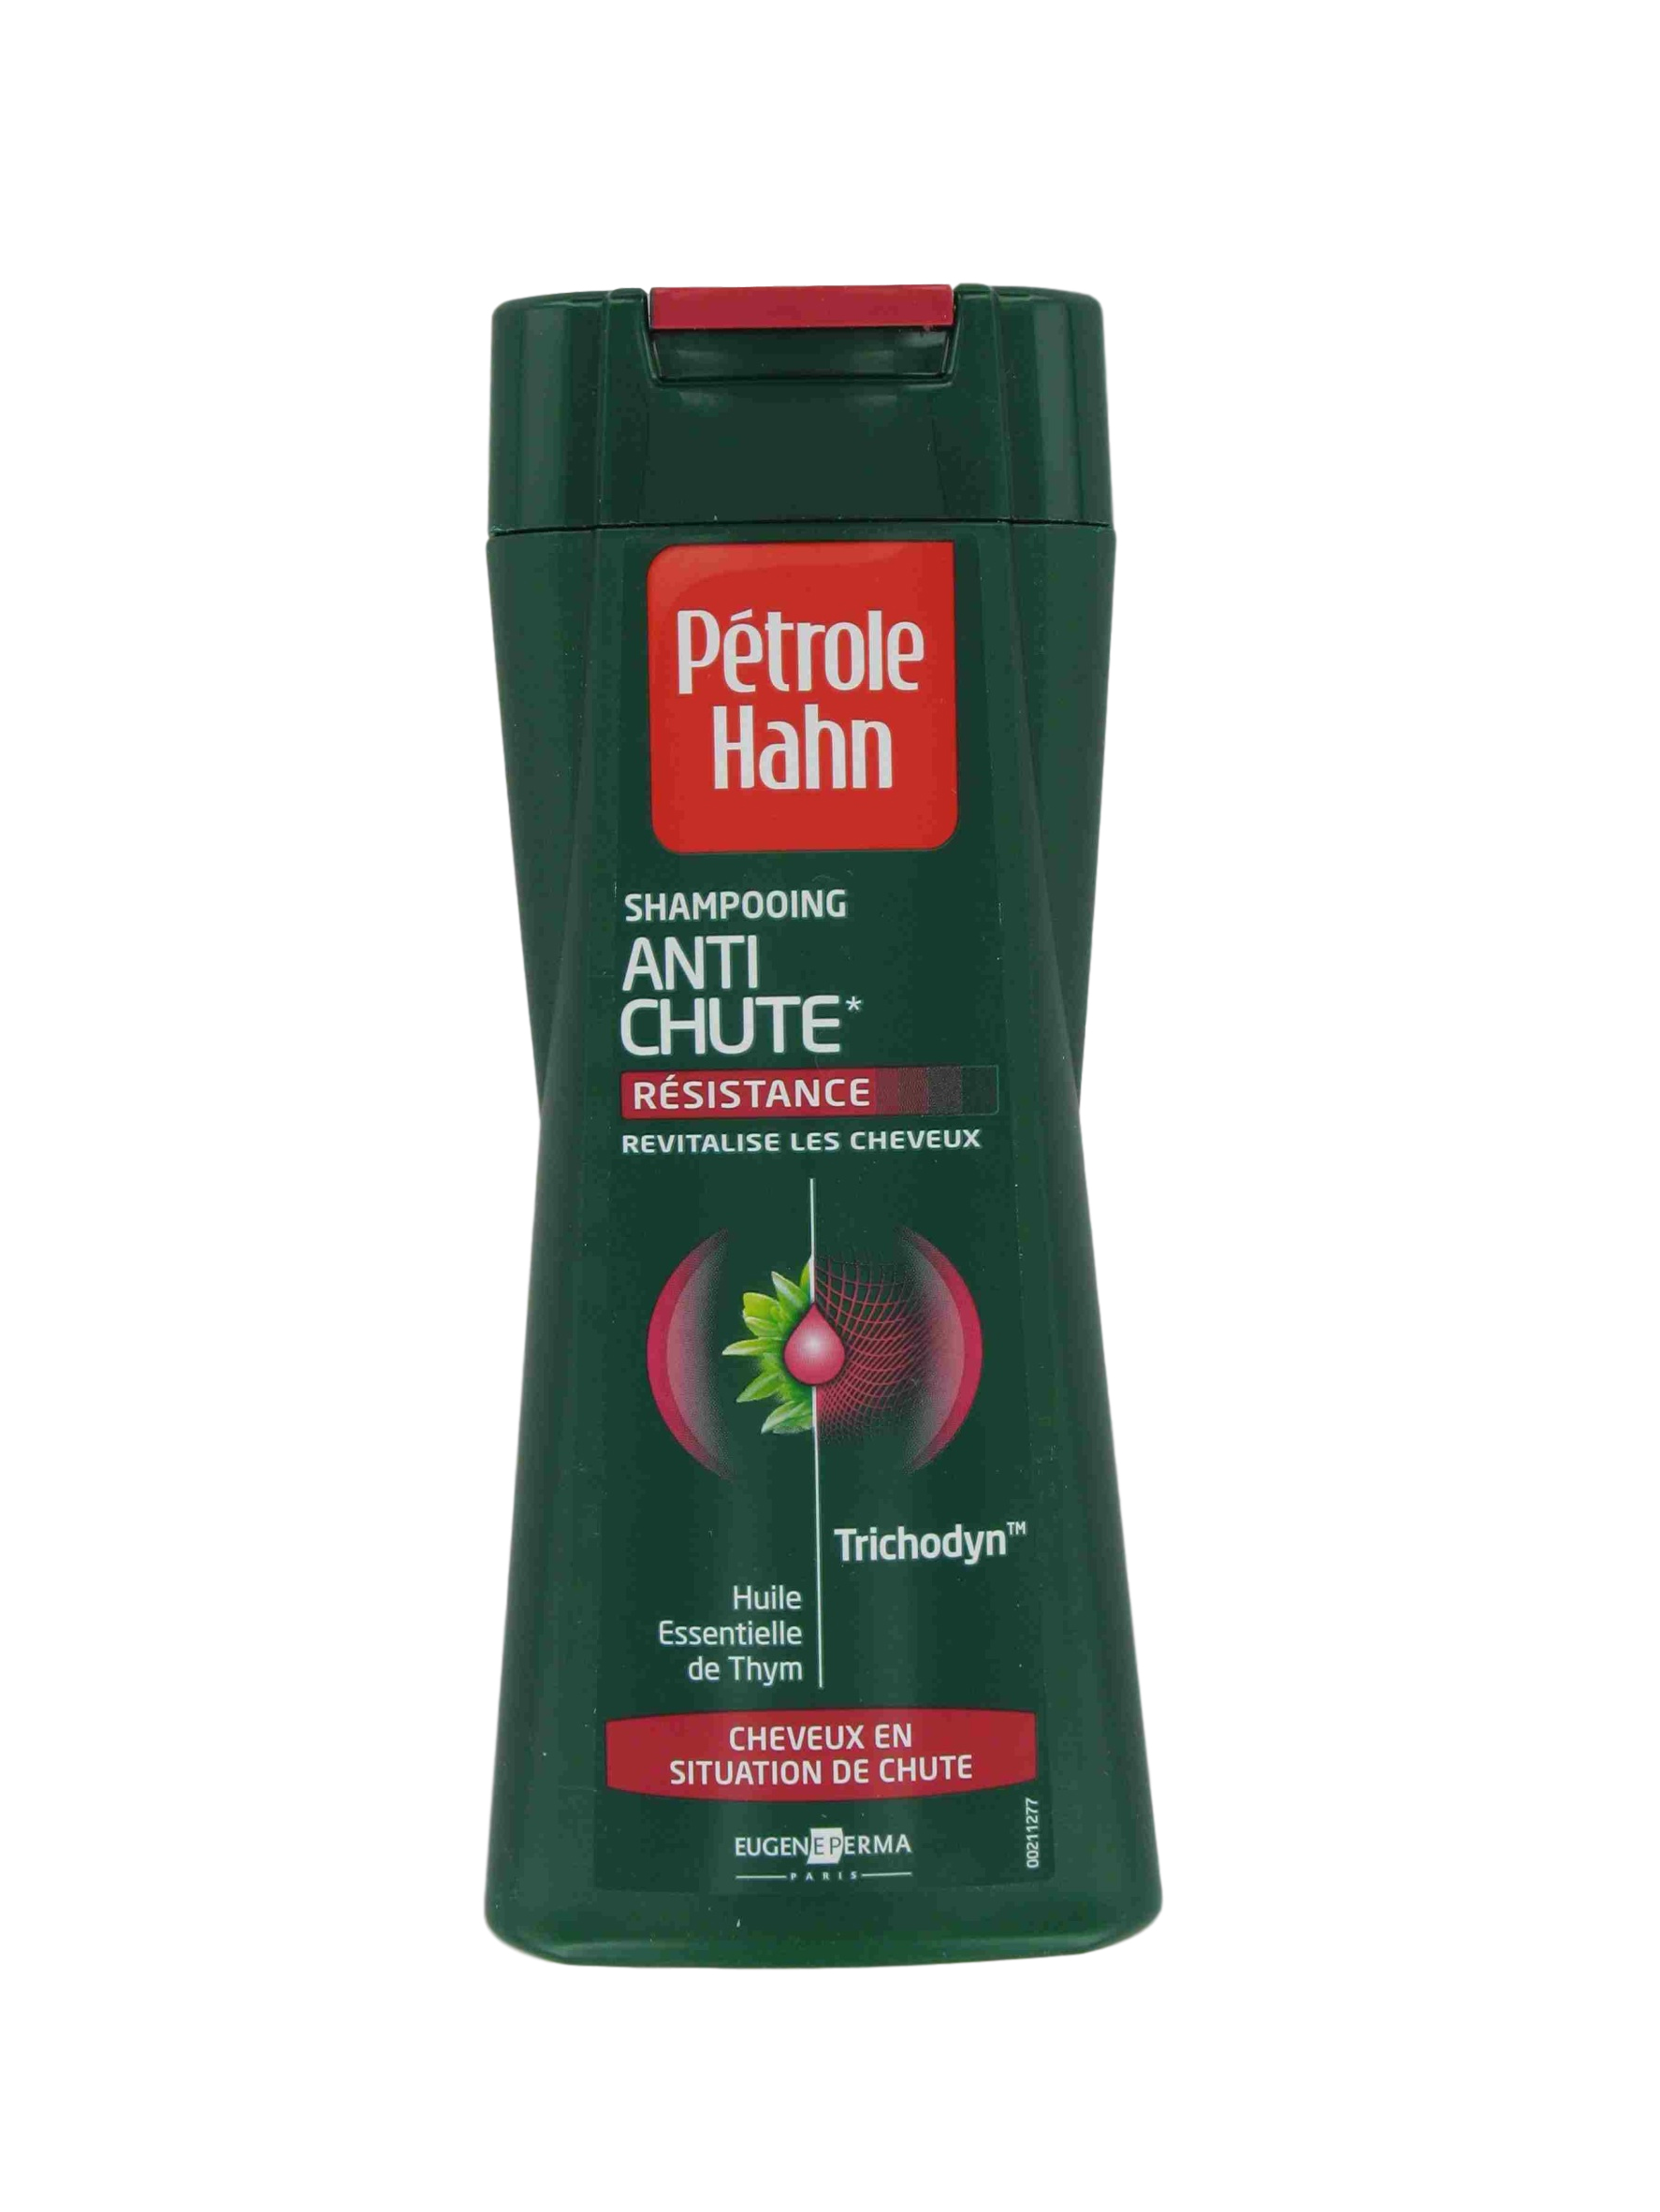 Pétrole
Hahn
SHAMPOOING
ANTI
CHUTE*
RÉSISTANCE
REVITALISE LES CHEVEUX
Trichodyn™
Huile
Essentielle
de Thym
CHEVEUX EN
SITUATION DE CHUTE
EUGENEPERMA
PARIS
00211277